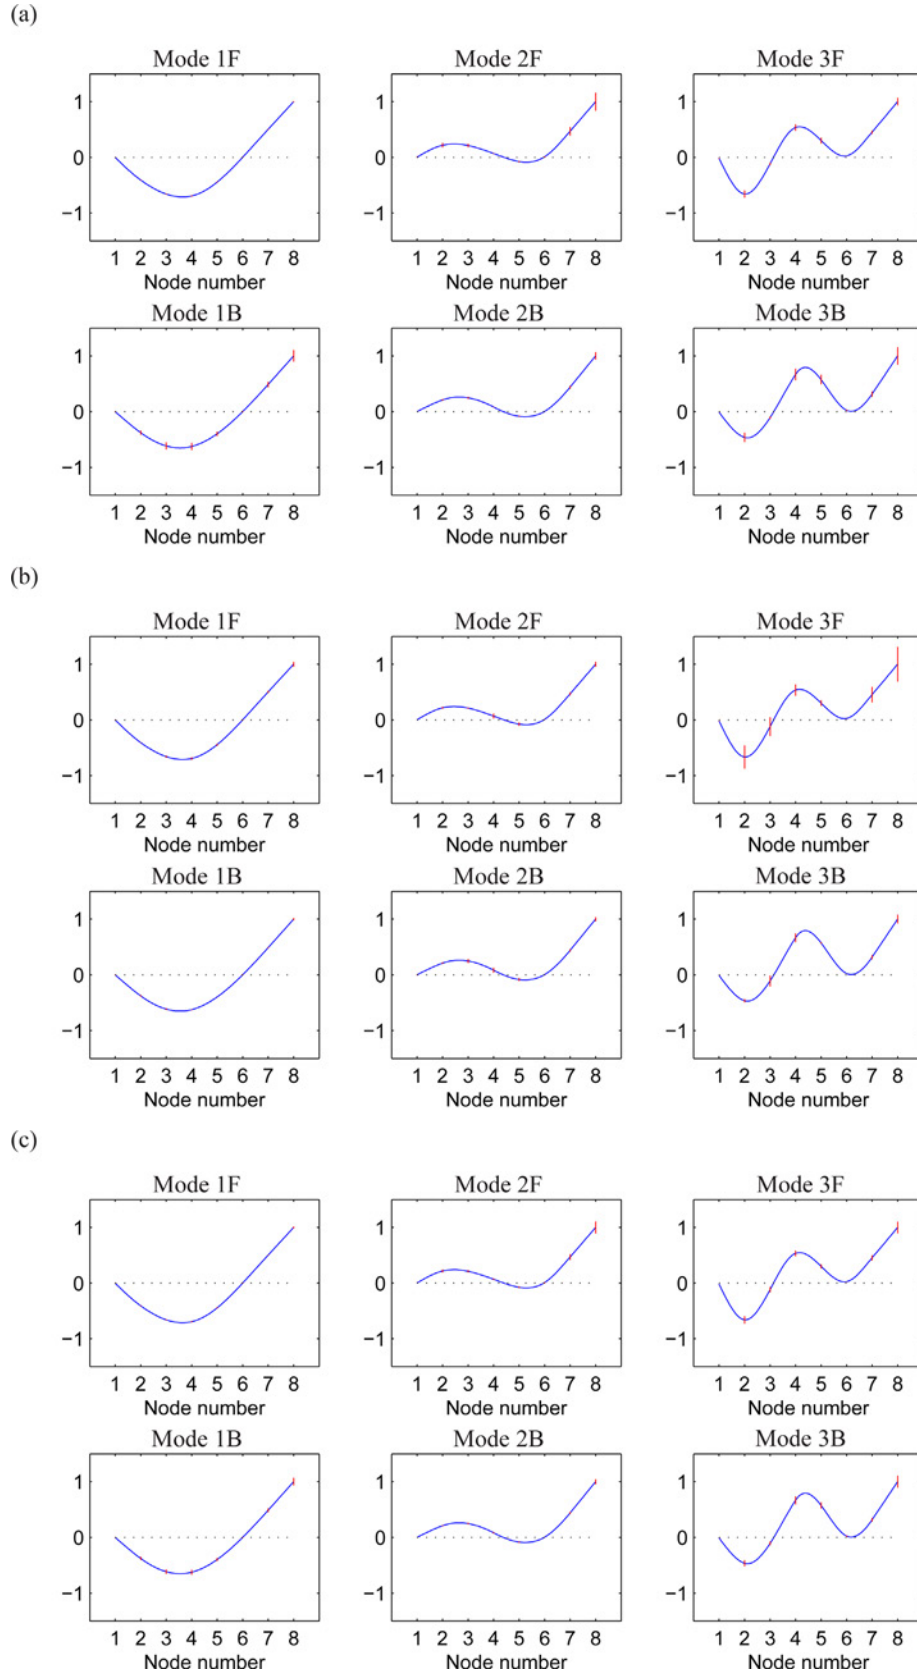 (a)
Mode 1F Mode 2F Mode 3F
1 1 1
0 0 0
−1 −1 −1
1 2 3 4 5 6 7 8 1 2 3 4 5 6 7 8 1 2 3 4 5 6 7 8
Node number Node number Node number
Mode 1B Mode 2B Mode 3B
1 1 1
0 0 0
−1 −1 −1
1 2 3 4 5 6 7 8 1 2 3 4 5 6 7 8 1 2 3 4 5 6 7 8
Node number Node number Node number
(b)
Mode 1F Mode 2F Mode 3F
1 1 1
0 0 0
−1 −1 −1
1 2 3 4 5 6 7 8 1 2 3 4 5 6 7 8 1 2 3 4 5 6 7 8
Node number Node number Node number
Mode 1B Mode 2B Mode 3B
1 1 1
0 0 0
−1 −1 −1
1 2 3 4 5 6 7 8 1 2 3 4 5 6 7 8 1 2 3 4 5 6 7 8
Node number Node number Node number
(c)
Mode 1F Mode 2F Mode 3F
1 1 1
0 0 0
−1 −1 −1
1 2 3 4 5 6 7 8 1 2 3 4 5 6 7 8 1 2 3 4 5 6 7 8
Node number Node number Node number
Mode 1B Mode 2B Mode 3B
1 1 1
0 0 0
−1 −1 −1
1 2 3 4 5 6 7 8 1 2 3 4 5 6 7 8 1 2 3 4 5 6 7 8
Node number Node number Node number